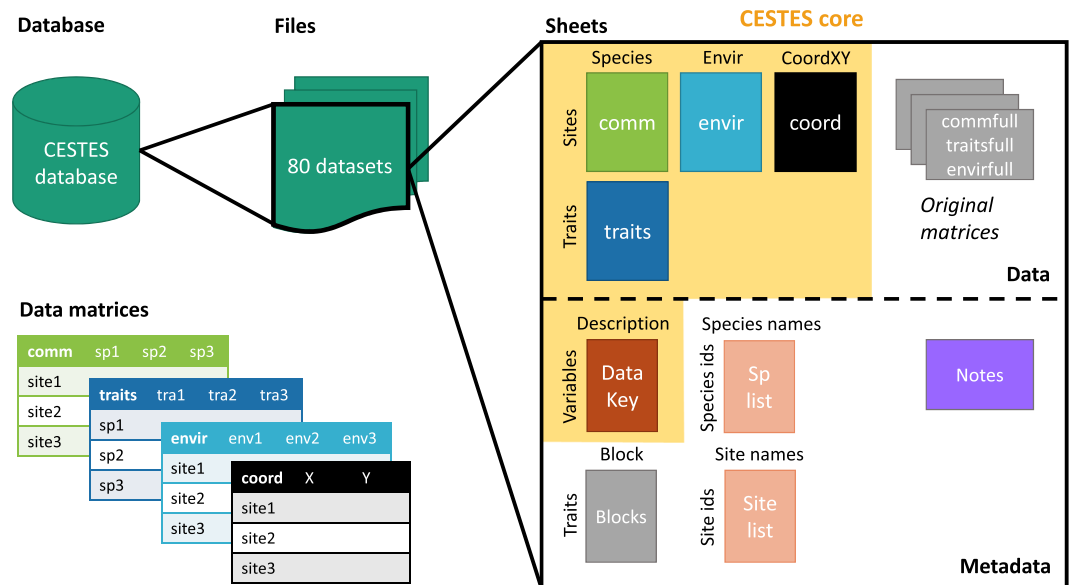 Database
Files
Sheets
CESTES core
CESTES
database
80 datasets
Species
Envir
CoordXY
Sites
comm
envir
coord
commfull
traitsfull
envirfull
Original
matrices
Traits
traits
Data
Data matrices
comm sp1 sp2 sp3
site1
site2
site3
traits tra1 tra2 tra3
sp1
sp2
sp3
envir env1 env2 env3
site1
site2
site3
coord X Y
site1
site2
site3
Description
Variables
Data
Key
Species names
Species ids
Sp
list
Notes
Block
Traits
Blocks
Site names
Site ids
Site
list
Metadata